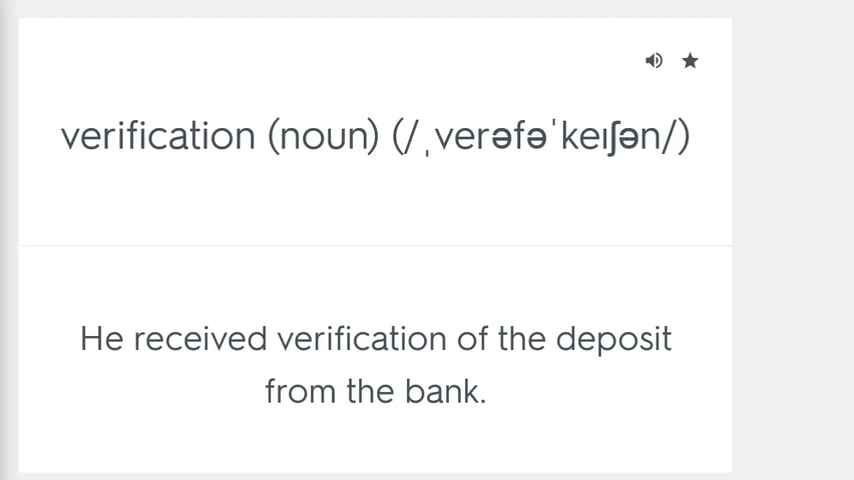 verification (noun) (/ˌverəfəˈkeɪʃən/)
He received verification of the deposit
from the bank.